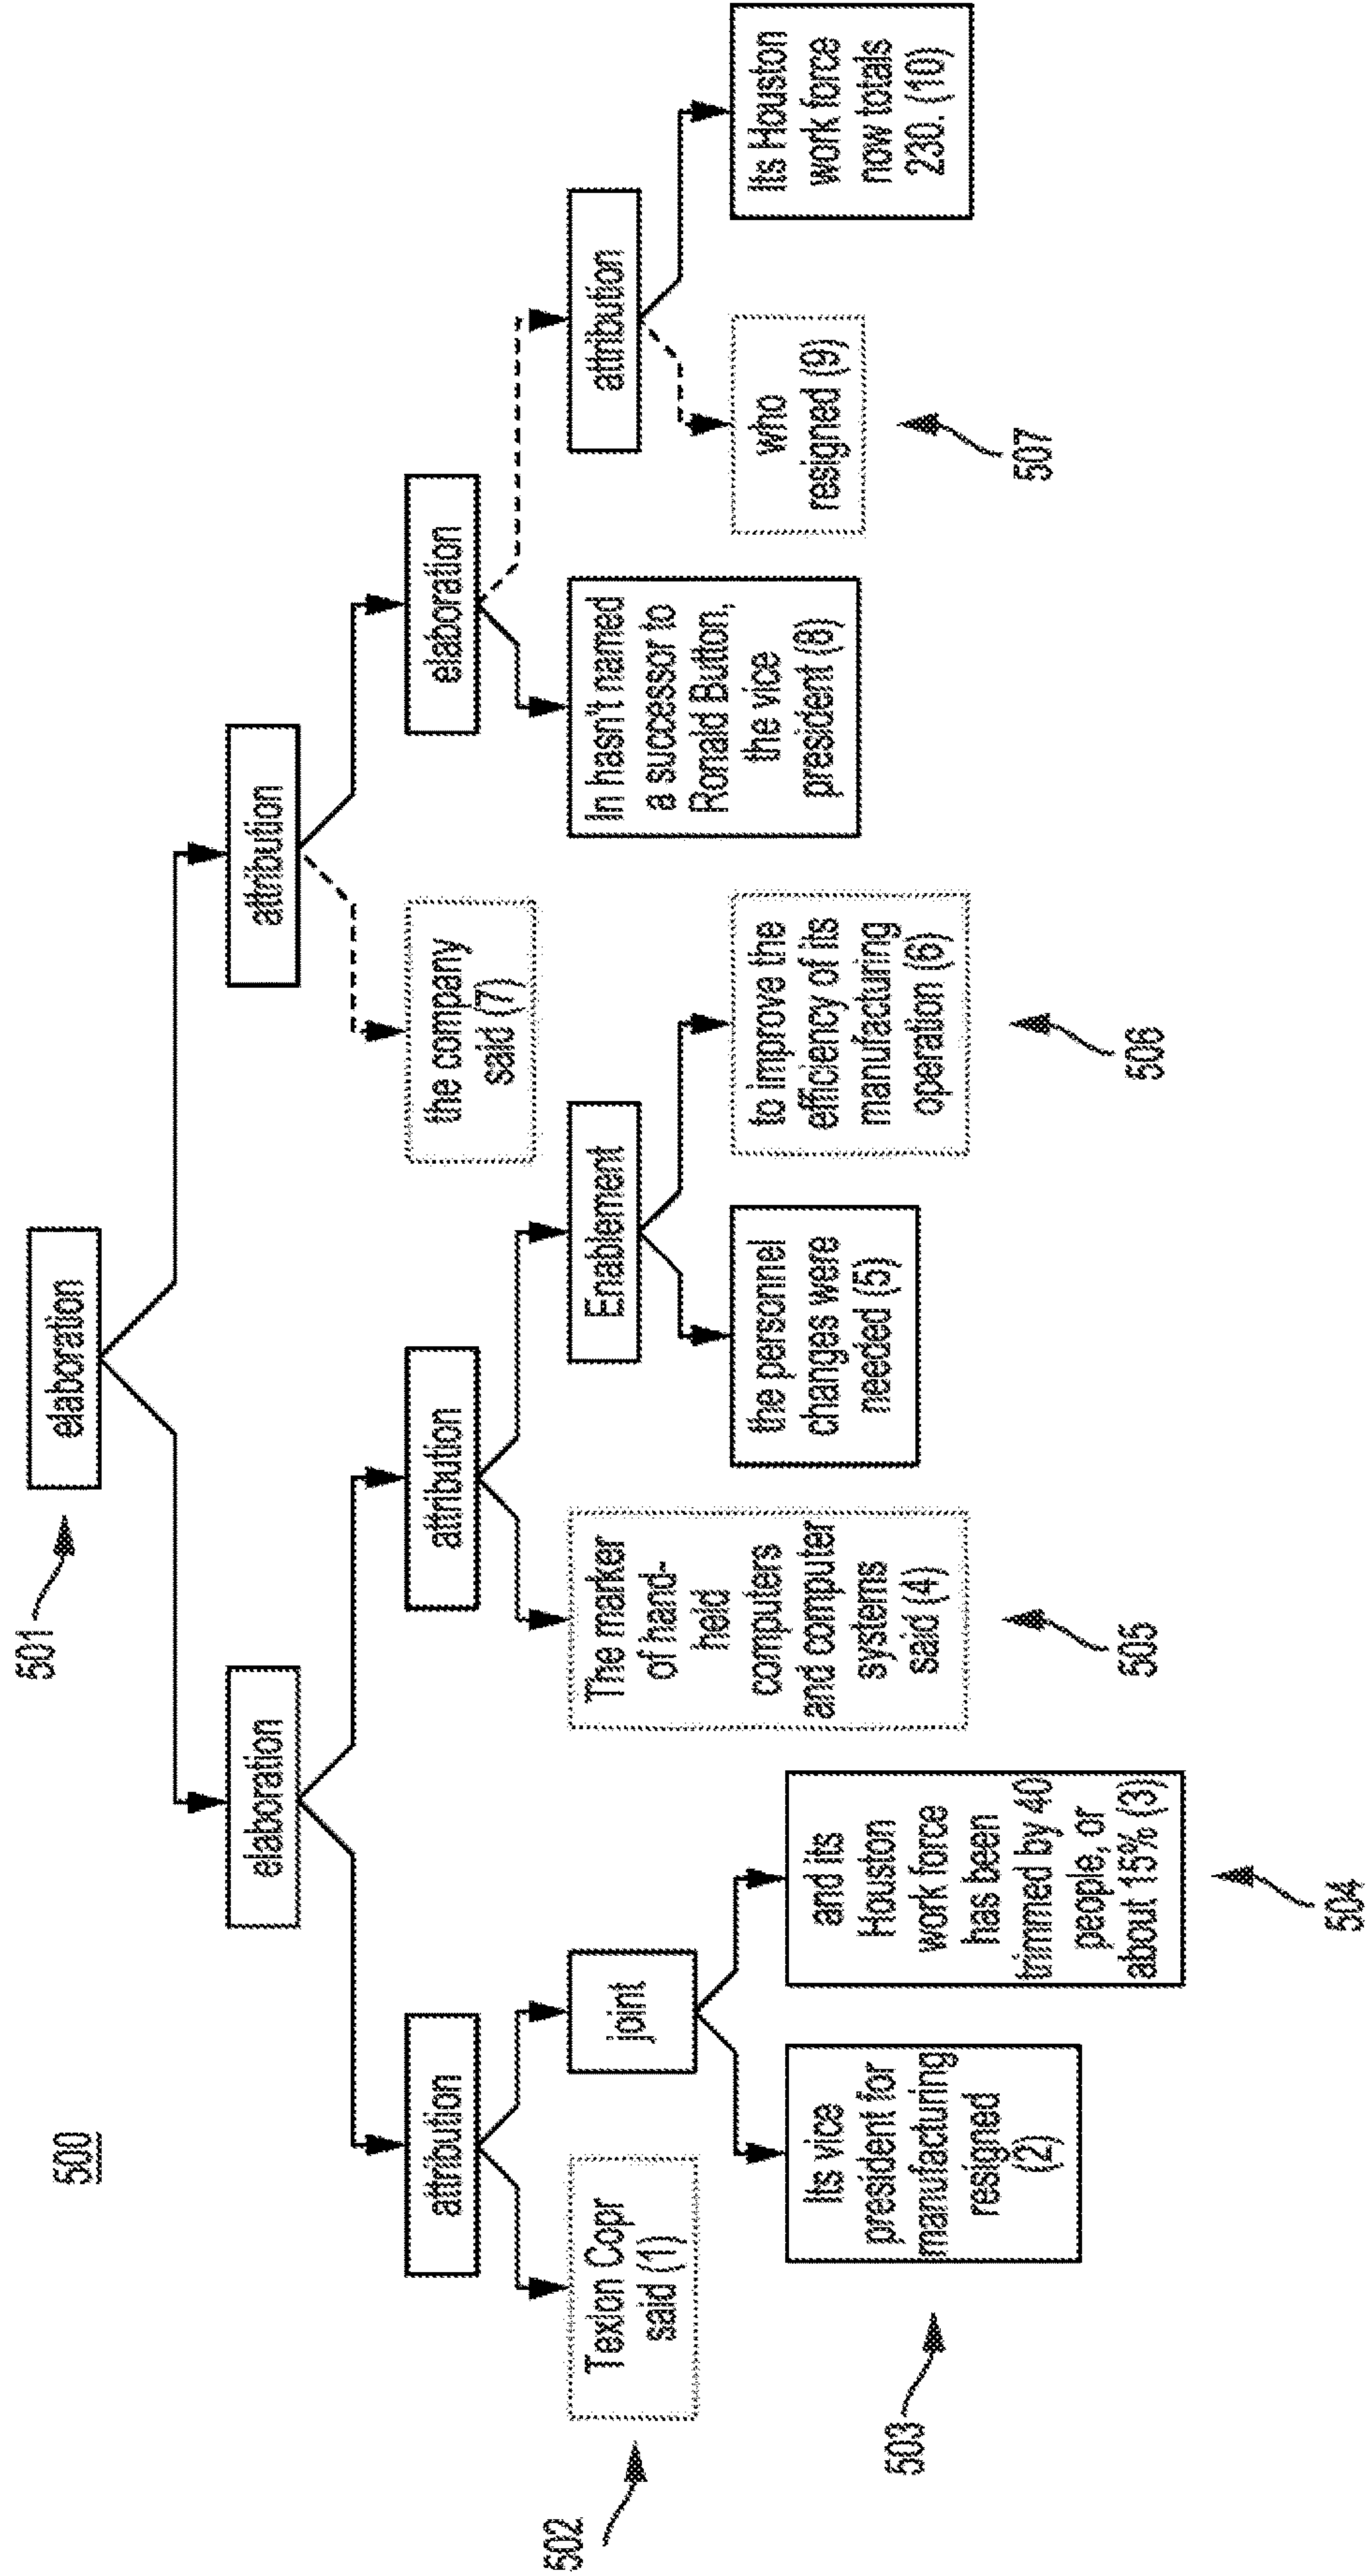 500
501
elaboration
elaboration
attribution
attribution
attribution
elaboration
502
Texlon Copr
said (1)
joint
The marker
of hand-
held
computers
and computer
systems
said (4)
505
Enablement
the company
said (7)
In hasn't named
a successor to
Ronald Button,
the vice
president (8)
attribution
503
Its vice
president for
manufacturing
resigned
(2)
and its
Houston
work force
has been
trimmed by 40
people, or
about 15% (3)
504
the personnel
changes were
needed (5)
to improve the
efficiency of its
manufacturing
operation (6)
506
who
resigned (9)
507
Its Houston
work force
now totals
230. (10)